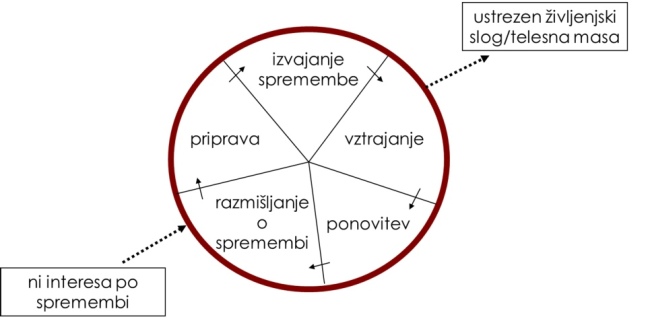 ustrezen življenjski
slog/telesna masa
izvajanje
spremembe
priprava
vztrajanje
razmišljanje
o
spremembi
ponovitev
ni interesa po
spremembi